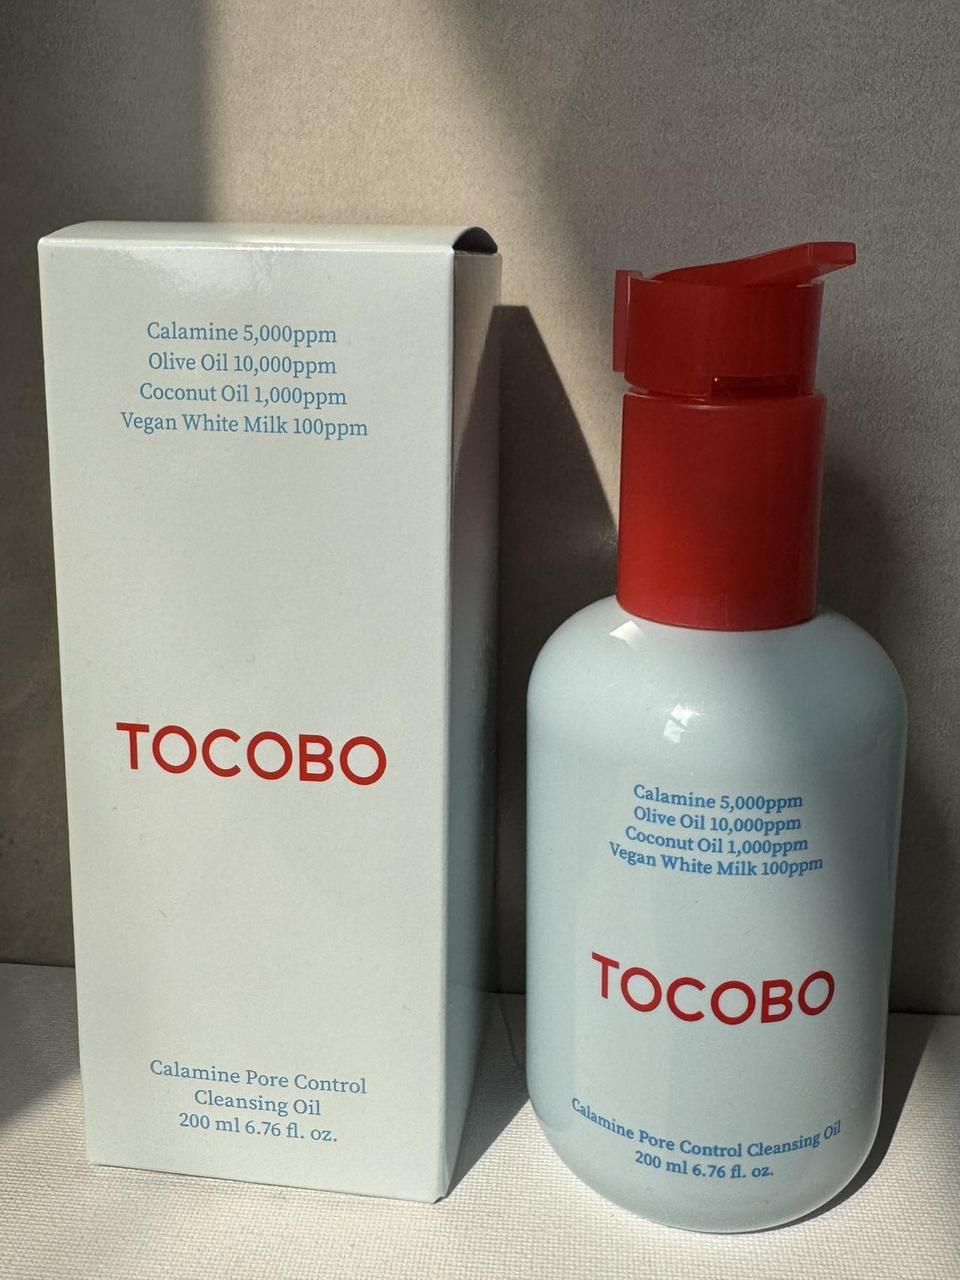 Calamine 5,000ppm
Olive Oil 10,000ppm
Coconut Oil 1,000ppm
Vegan White Milk 100ppm
TOCOBO
Calamine Pore Control
Cleansing Oil
200 ml 6.76 fl. oz.
Calamine 5,000ppm
Olive Oil 10,000ppm
Coconut Oil 1,000ppm
Vegan White Milk 100ppm
TOCOBO
Calamine Pore Control Cleansing Oil
200 ml 6.76 fl. oz.